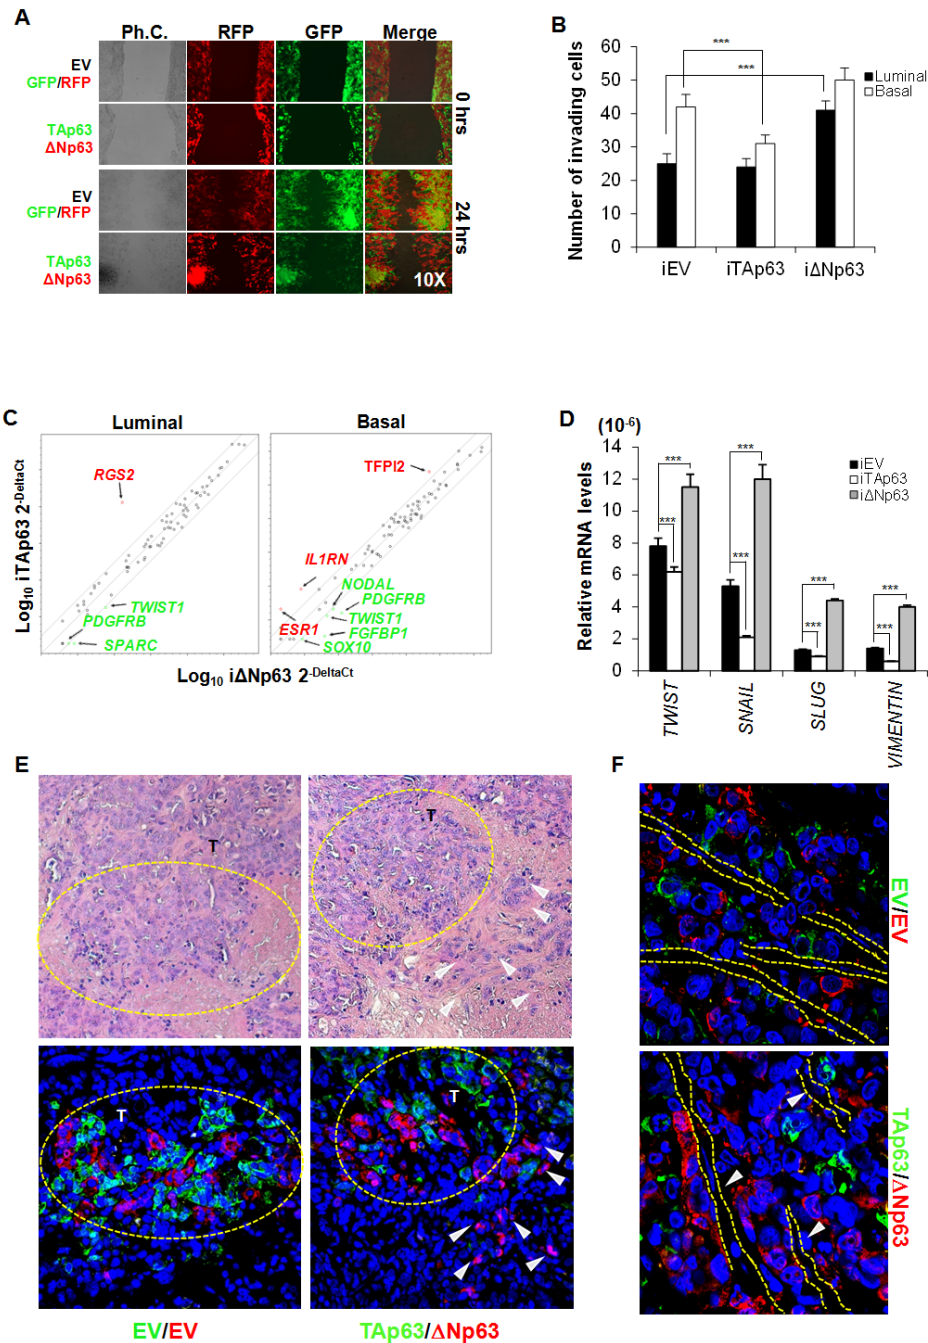 A
Ph.C. RFP GFP Merge
EV
GFP/RFP
TAp63
ΔNp63
0 hrs
EV
GFP/RFP
TAp63
ΔNp63
24 hrs
10X
B
Number of invading cells
60
50
40
30
20
10
0
***
***
Luminal
Basal
iEV iTAp63 iΔNp63
C
Luminal Basal
Log10 iTAp63 2-DeltaCt
RGS2
TWIST1
PDGFRB
SPARC
TFPI2
IL1RN
NODAL
PDGFRB
TWIST1
ESR1
FGFBP1
SOX10
Log10 iΔNp63 2-DeltaCt
D
(10-6)
Relative mRNA levels
14
12
10
8
6
4
2
0
***
***
***
***
***
***
***
***
iEV
iTAp63
iΔNp63
TWIST
SNAIL
SLUG
VIMENTIN
E
T
T
T
T
EV/EV TAp63/ΔNp63
F
EV/EV
TAp63/ΔNp63